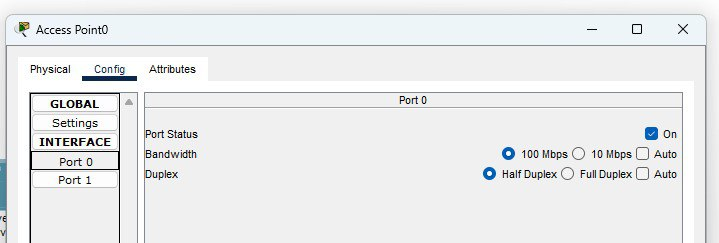 Access Point0
Physical Config Attributes
GLOBAL
Settings
INTERFACE
Port 0
Port 1
Port 0
Port Status On
Bandwidth 100 Mbps 10 Mbps Auto
Duplex Half Duplex Full Duplex Auto